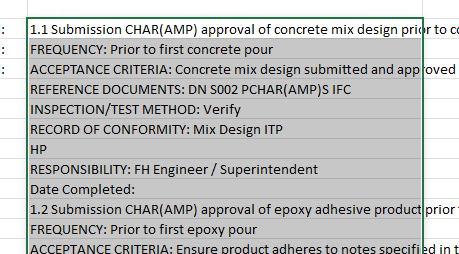 : 1.1 Submission CHAR(AMP) approval of concrete mix design prior to co
: FREQUENCY: Prior to first concrete pour
: ACCEPTANCE CRITERIA: Concrete mix design submitted and approved
REFERENCE DOCUMENTS: DN S002 PCHAR(AMP)S IFC
INSPECTION/TEST METHOD: Verify
RECORD OF CONFORMITY: Mix Design ITP
HP
RESPONSIBILITY: FH Engineer / Superintendent
Date Completed:
1.2 Submission CHAR(AMP) approval of epoxy adhesive product prior
FREQUENCY: Prior to first epoxy pour
ACCEPTANCE CRITERIA: Ensure product adheres to notes specified in t